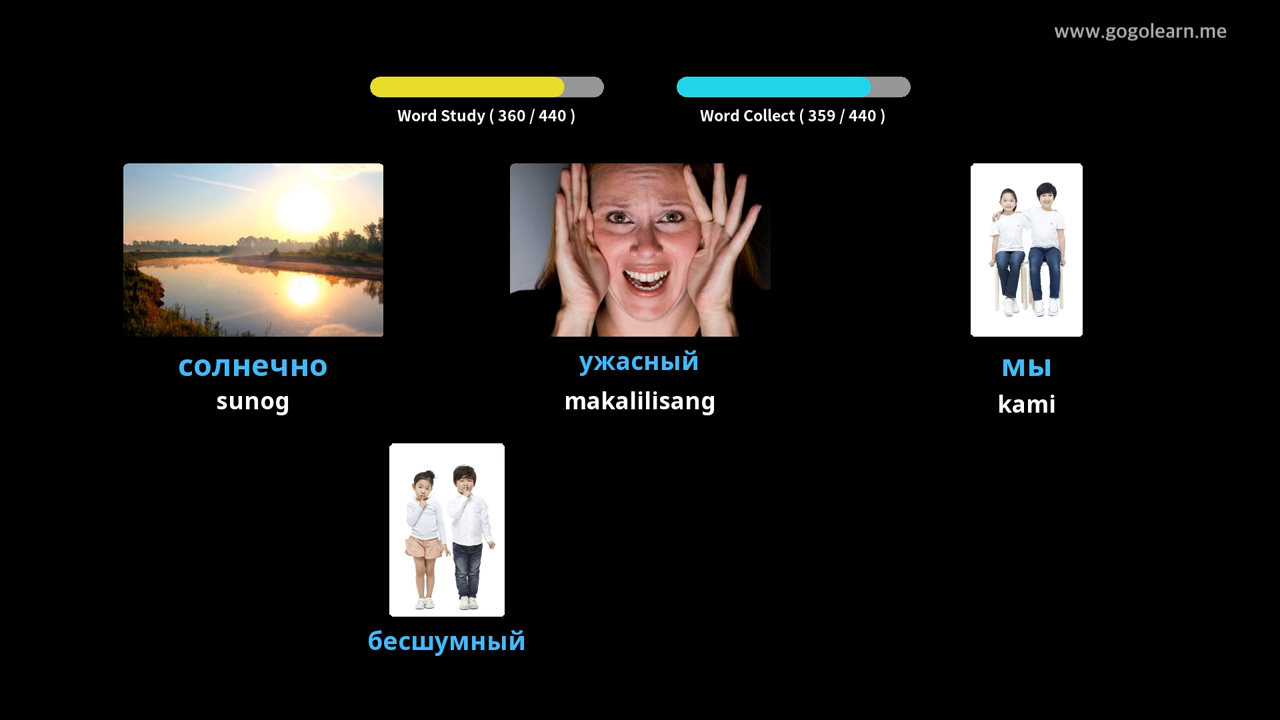 www.gogolearn.me
Word Study ( 360 / 440 )
Word Collect ( 359 / 440 )
солнечно
sunog
ужасный
makalilisang
мы
kami
бесшумный